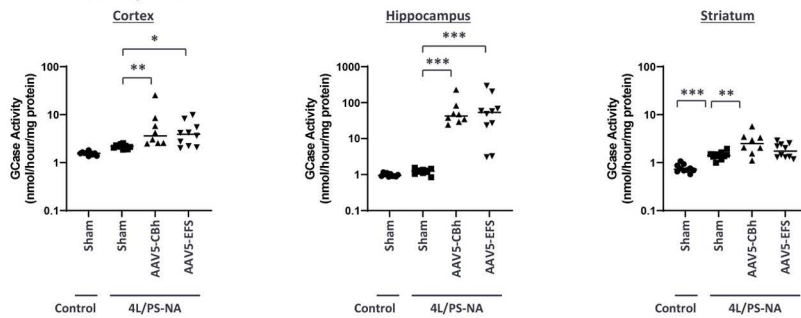 Cortex
GCase Activity
(nmol/hour/mg protein)
100
10
1
0.1
*
**
Sham
Sham
AAV5-CBh
AAV5-EFS
Control
4L/PS-NA
Hippocampus
GCase Activity
(nmol/hour/mg protein)
1000
100
10
1
0.1
***
***
Sham
Sham
AAV5-CBh
AAV5-EFS
Control
4L/PS-NA
Striatum
GCase Activity
(nmol/hour/mg protein)
100
10
1
0.1
***
**
Sham
Sham
AAV5-CBh
AAV5-EFS
Control
4L/PS-NA